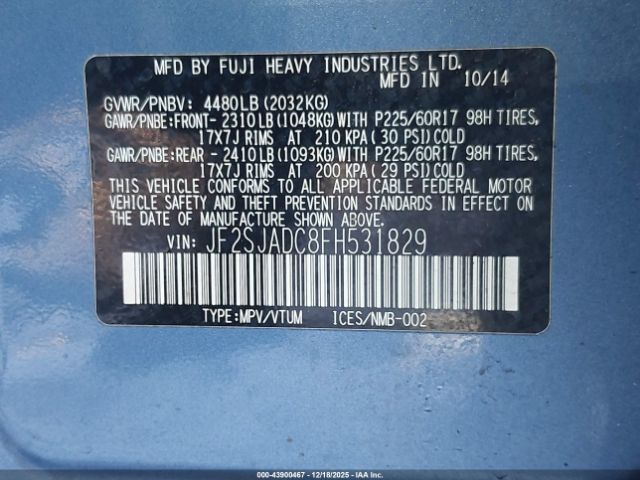 MFD BY FUJI HEAVY INDUSTRIES LTD.
MFD IN 10/14
GVWR/PNBV: 4480LB(2032KG)
GAWR/PNBE:FRONT-2310LB(1048KG)WITH P225/60R17 98H TIRES,
17X7J RIMS AT 210 KPA(30 PSI)COLD
GAWR/PNBE:REAR -2410LB(1093KG)WITH P225/60R17 98H TIRES,
17X7J RIMS AT 200 KPA(29 PSI)COLD
THIS VEHICLE CONFORMS TO ALL APPLICABLE FEDERAL MOTOR
VEHICLE SAFETY AND THEFT PREVENTION STANDARDS IN EFFECT
ON THE DATE OF MANUFACTURE SHOWN ABOVE.
VIN: JF2SJADC8FH531829
TYPE:MPV/VTUM ICES/NMB-002
000-43900467 - 12/18/2025 - IAAI.COM